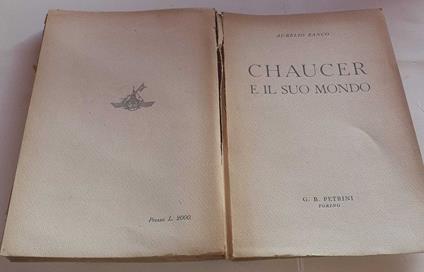 Prezzo L. 2000.
AURELIO ZANCO
CHAUCER
E IL SUO MONDO
G. B. PETRINI
TORINO